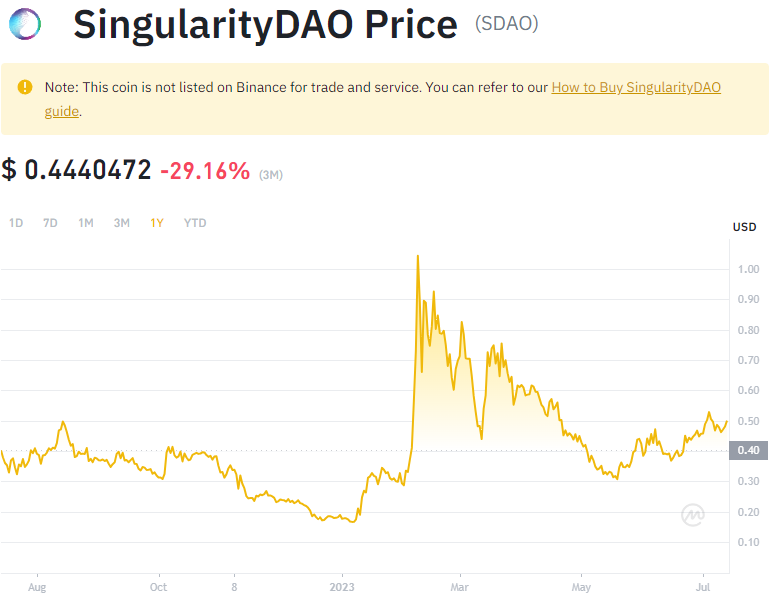 SingularityDAO Price (SDAO)
Note: This coin is not listed on Binance for trade and service. You can refer to our How to Buy SingularityDAO
guide.
$ 0.4440472 -29.16% (3M)
1D 7D 1M 3M 1Y YTD
USD
1.00
0.90
0.80
0.70
0.60
0.50
0.40
0.30
0.20
0.10
Aug Oct 8 2023 Mar May Jul